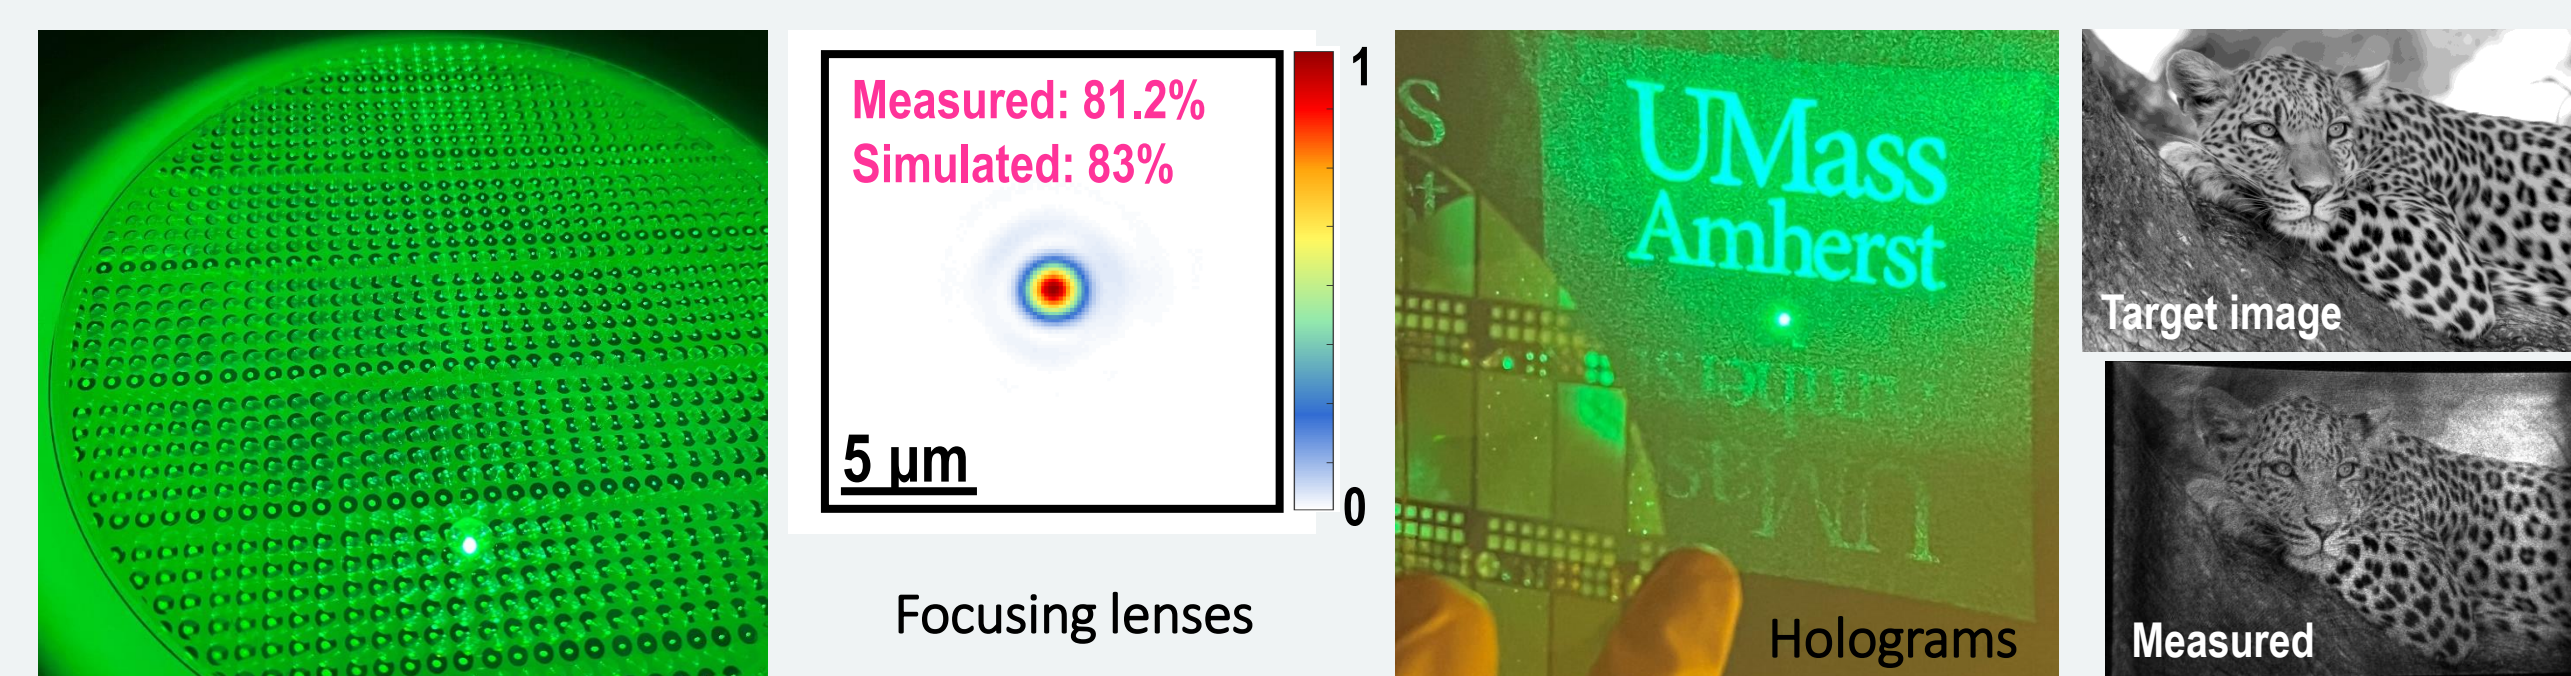 Measured: 81.2%
Simulated: 83%
5 µm
1
0
Focusing lenses
S
UMass
Amherst
Holograms
Target image
Measured